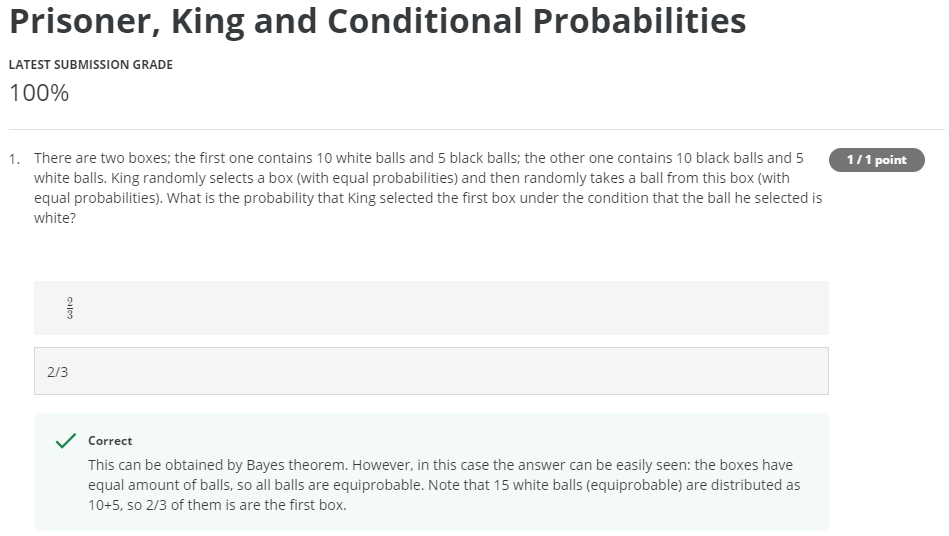 Prisoner, King and Conditional Probabilities
LATEST SUBMISSION GRADE
100%
1. There are two boxes; the first one contains 10 white balls and 5 black balls; the other one contains 10 black balls and 5
white balls. King randomly selects a box (with equal probabilities) and then randomly takes a ball from this box (with
equal probabilities). What is the probability that King selected the first box under the condition that the ball he selected is
white?
1 / 1 point
2/3
2/3
Correct
This can be obtained by Bayes theorem. However, in this case the answer can be easily seen: the boxes have
equal amount of balls, so all balls are equiprobable. Note that 15 white balls (equiprobable) are distributed as
10+5, so 2/3 of them is are the first box.